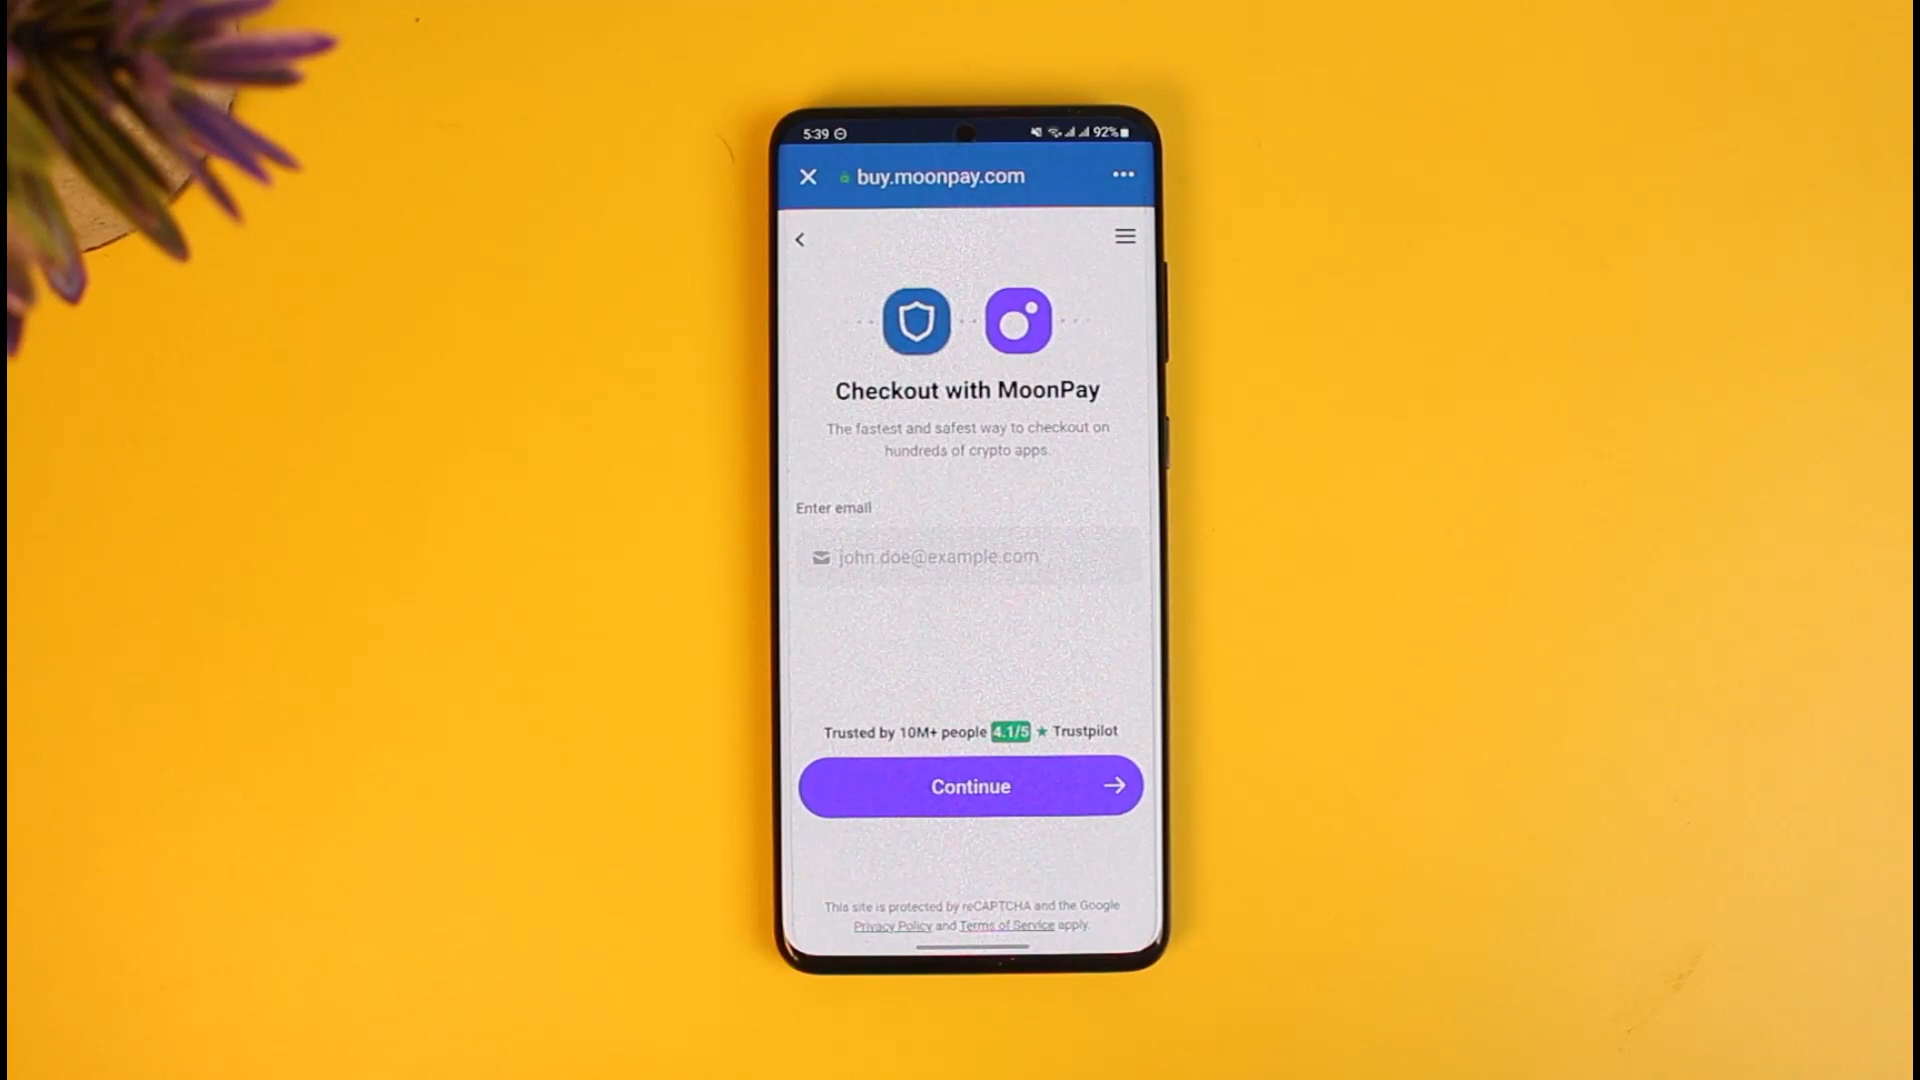 5:39
92%
buy.moonpay.com
Checkout with MoonPay
The fastest and safest way to checkout on
hundreds of crypto apps.
Enter email
john.doe@example.com
Trusted by 10M+ people 4.1/5 ★ Trustpilot
Continue
This site is protected by reCAPTCHA and the Google
Privacy Policy and Terms of Service apply.